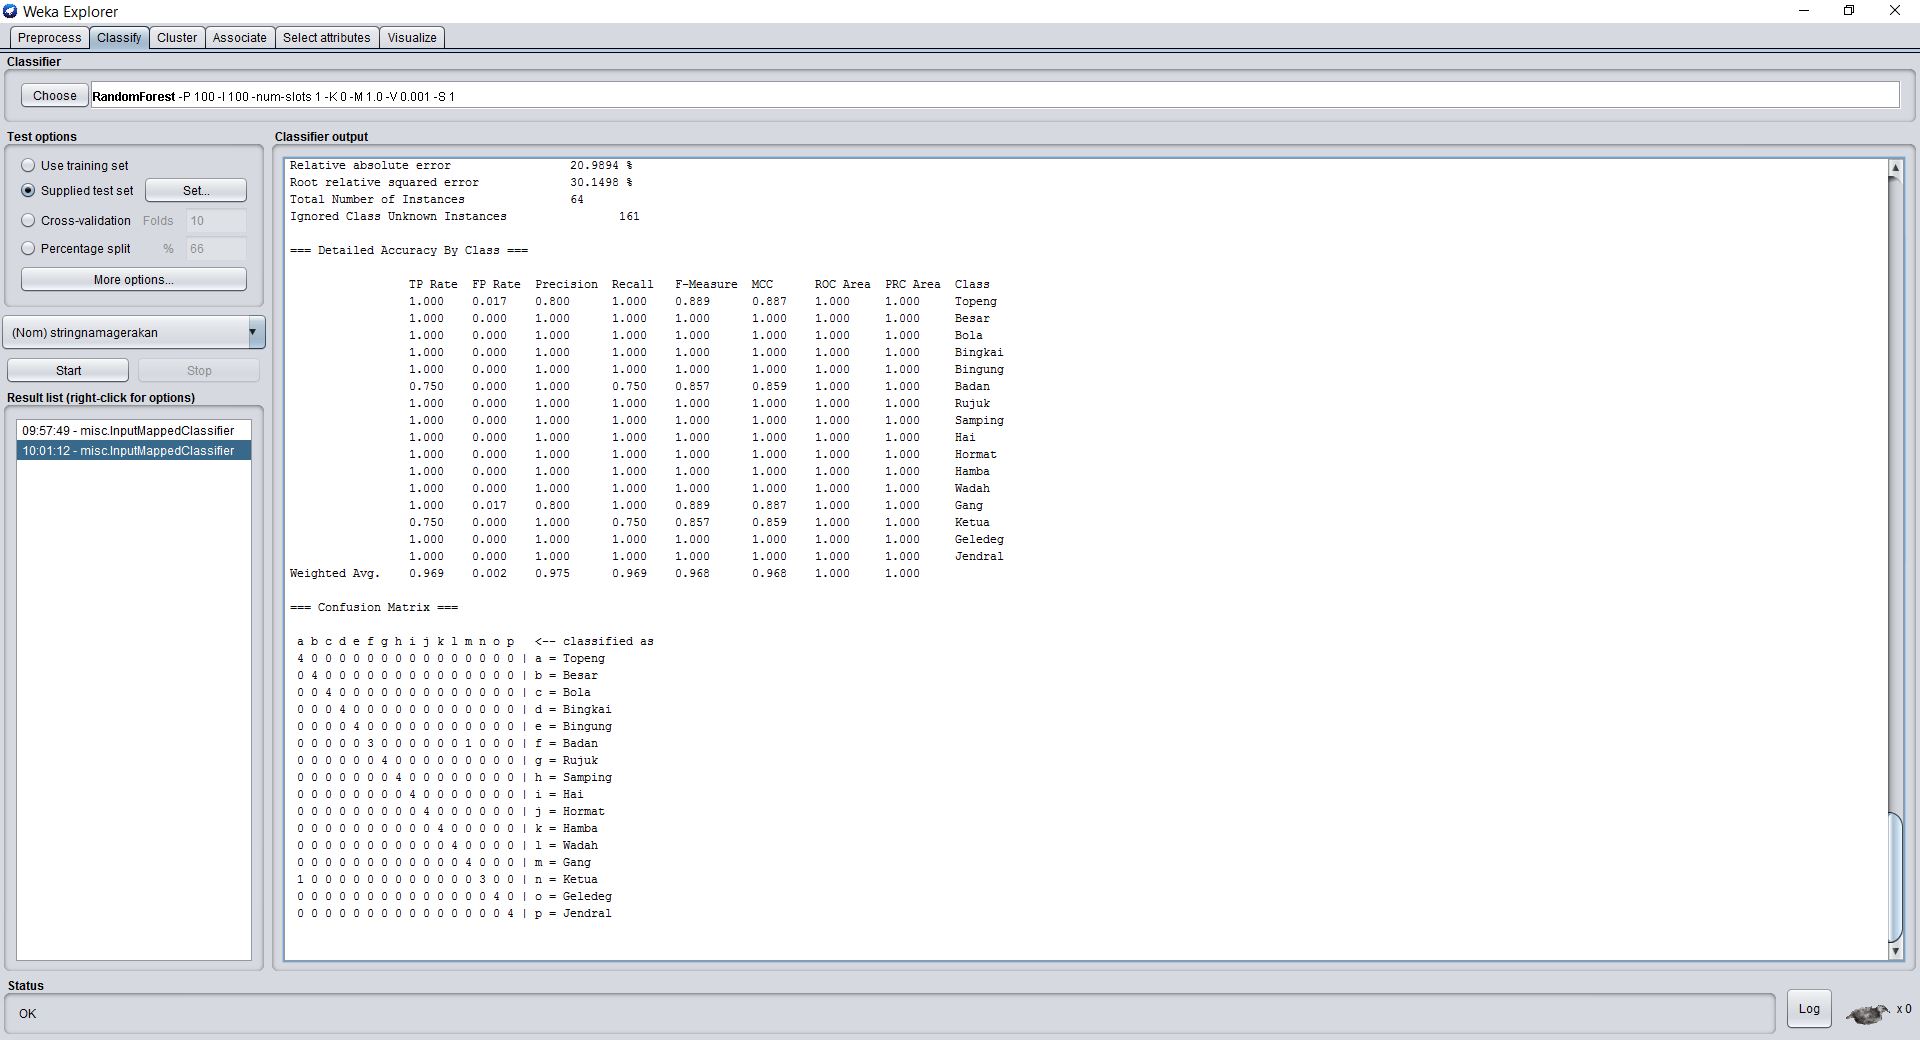 Weka Explorer
Preprocess Classify Cluster Associate Select attributes Visualize
Classifier
Choose RandomForest -P 100 -I 100 -num-slots 1 -K 0 -M 1.0 -V 0.001 -S 1
Test options
Use training set
Supplied test set Set...
Cross-validation Folds 10
Percentage split % 66
More options...
(Nom) stringnamagerakan
Start Stop
Result list (right-click for options)
09:57:49 - misc.InputMappedClassifier
10:01:12 - misc.InputMappedClassifier
Classifier output
Relative absolute error 20.9894 %
Root relative squared error 30.1498 %
Total Number of Instances 64
Ignored Class Unknown Instances 161
=== Detailed Accuracy By Class ===
TP Rate FP Rate Precision Recall F-Measure MCC ROC Area PRC Area Class
1.000 0.017 0.800 1.000 0.889 0.887 1.000 1.000 Topeng
1.000 0.000 1.000 1.000 1.000 1.000 1.000 1.000 Besar
1.000 0.000 1.000 1.000 1.000 1.000 1.000 1.000 Bola
1.000 0.000 1.000 1.000 1.000 1.000 1.000 1.000 Bingkai
1.000 0.000 1.000 1.000 1.000 1.000 1.000 1.000 Bingung
0.750 0.000 1.000 0.750 0.857 0.859 1.000 1.000 Badan
1.000 0.000 1.000 1.000 1.000 1.000 1.000 1.000 Rujuk
1.000 0.000 1.000 1.000 1.000 1.000 1.000 1.000 Samping
1.000 0.000 1.000 1.000 1.000 1.000 1.000 1.000 Hai
1.000 0.000 1.000 1.000 1.000 1.000 1.000 1.000 Hormat
1.000 0.000 1.000 1.000 1.000 1.000 1.000 1.000 Hamba
1.000 0.000 1.000 1.000 1.000 1.000 1.000 1.000 Wadah
1.000 0.017 0.800 1.000 0.889 0.887 1.000 1.000 Gang
0.750 0.000 1.000 0.750 0.857 0.859 1.000 1.000 Ketua
1.000 0.000 1.000 1.000 1.000 1.000 1.000 1.000 Geledeg
1.000 0.000 1.000 1.000 1.000 1.000 1.000 1.000 Jendral
Weighted Avg. 0.969 0.002 0.975 0.969 0.968 0.968 1.000 1.000
=== Confusion Matrix ===
a b c d e f g h i j k l m n o p <-- classified as
4 0 0 0 0 0 0 0 0 0 0 0 0 0 0 0 | a = Topeng
0 4 0 0 0 0 0 0 0 0 0 0 0 0 0 0 | b = Besar
0 0 4 0 0 0 0 0 0 0 0 0 0 0 0 0 | c = Bola
0 0 0 4 0 0 0 0 0 0 0 0 0 0 0 0 | d = Bingkai
0 0 0 0 4 0 0 0 0 0 0 0 0 0 0 0 | e = Bingung
0 0 0 0 0 3 0 0 0 0 0 0 1 0 0 0 | f = Badan
0 0 0 0 0 0 4 0 0 0 0 0 0 0 0 0 | g = Rujuk
0 0 0 0 0 0 0 4 0 0 0 0 0 0 0 0 | h = Samping
0 0 0 0 0 0 0 0 4 0 0 0 0 0 0 0 | i = Hai
0 0 0 0 0 0 0 0 0 4 0 0 0 0 0 0 | j = Hormat
0 0 0 0 0 0 0 0 0 0 4 0 0 0 0 0 | k = Hamba
0 0 0 0 0 0 0 0 0 0 0 4 0 0 0 0 | l = Wadah
0 0 0 0 0 0 0 0 0 0 0 0 4 0 0 0 | m = Gang
1 0 0 0 0 0 0 0 0 0 0 0 0 3 0 0 | n = Ketua
0 0 0 0 0 0 0 0 0 0 0 0 0 0 4 0 | o = Geledeg
0 0 0 0 0 0 0 0 0 0 0 0 0 0 0 4 | p = Jendral
Status
OK
Log x 0